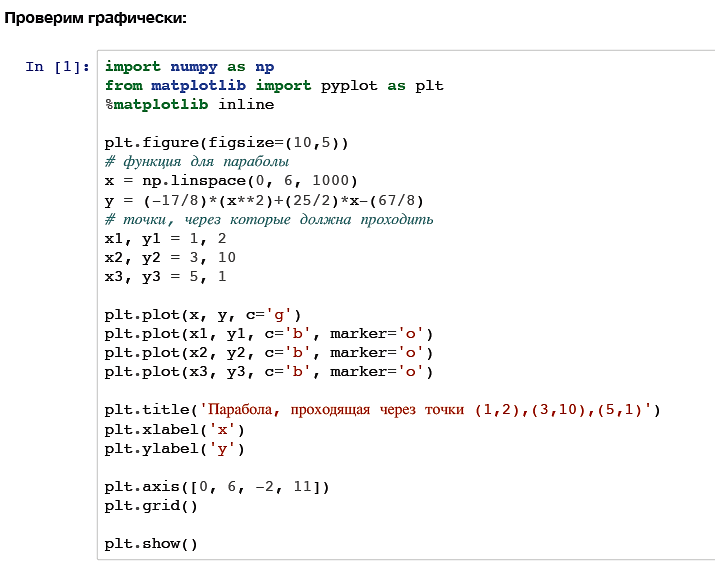 Проверим графически:
In [1]: import numpy as np
from matplotlib import pyplot as plt
%matplotlib inline
plt.figure(figsize=(10,5))
# функция для параболы
x = np.linspace(0, 6, 1000)
y = (-17/8)*(x**2)+(25/2)*x-(67/8)
# точки, через которые должна проходить
x1, y1 = 1, 2
x2, y2 = 3, 10
x3, y3 = 5, 1
plt.plot(x, y, c='g')
plt.plot(x1, y1, c='b', marker='o')
plt.plot(x2, y2, c='b', marker='o')
plt.plot(x3, y3, c='b', marker='o')
plt.title('Парабола, проходящая через точки (1,2),(3,10),(5,1)')
plt.xlabel('x')
plt.ylabel('y')
plt.axis([0, 6, -2, 11])
plt.grid()
plt.show()